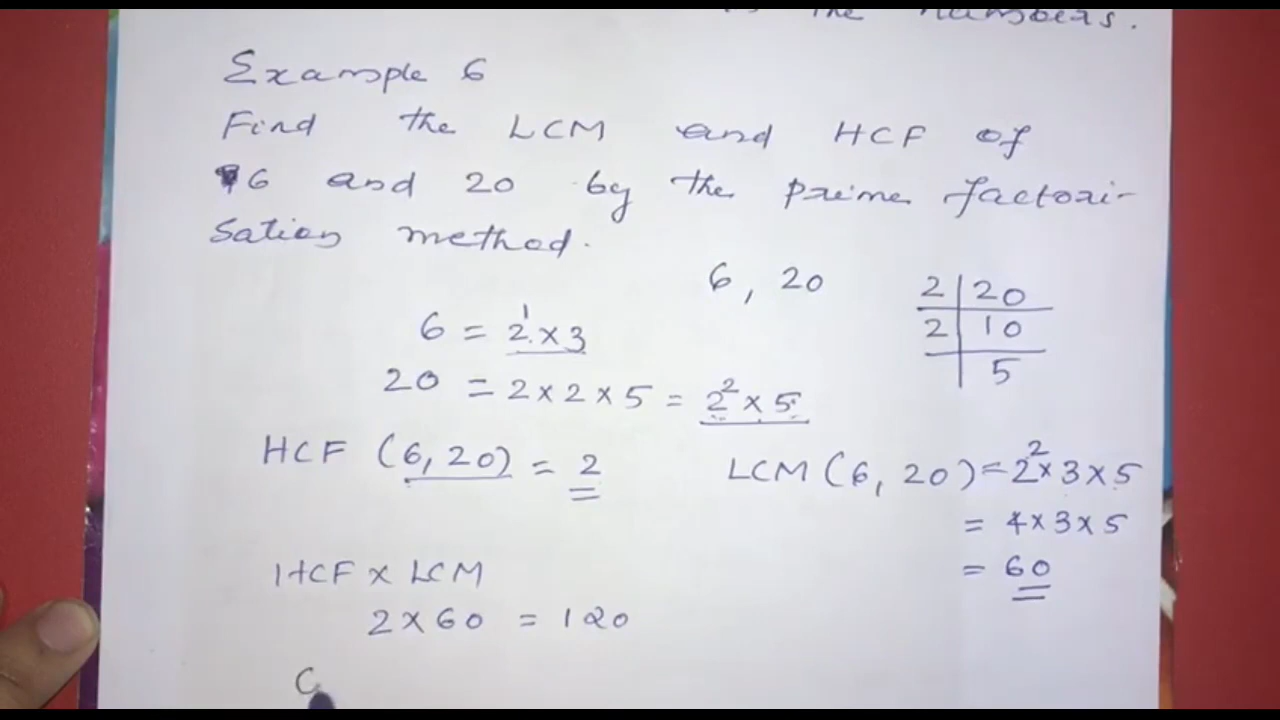 the numbers.
Example 6
Find the LCM and HCF of
6 and 20 by the prime factori-
sation method.
6, 20
2 | 20
2 | 10
5
6 = 2¹ × 3
20 = 2 × 2 × 5 = 2² × 5
HCF (6, 20) = 2
LCM (6, 20) = 2² × 3 × 5
= 4 × 3 × 5
= 60
HCF × LCM
2 × 60 = 120